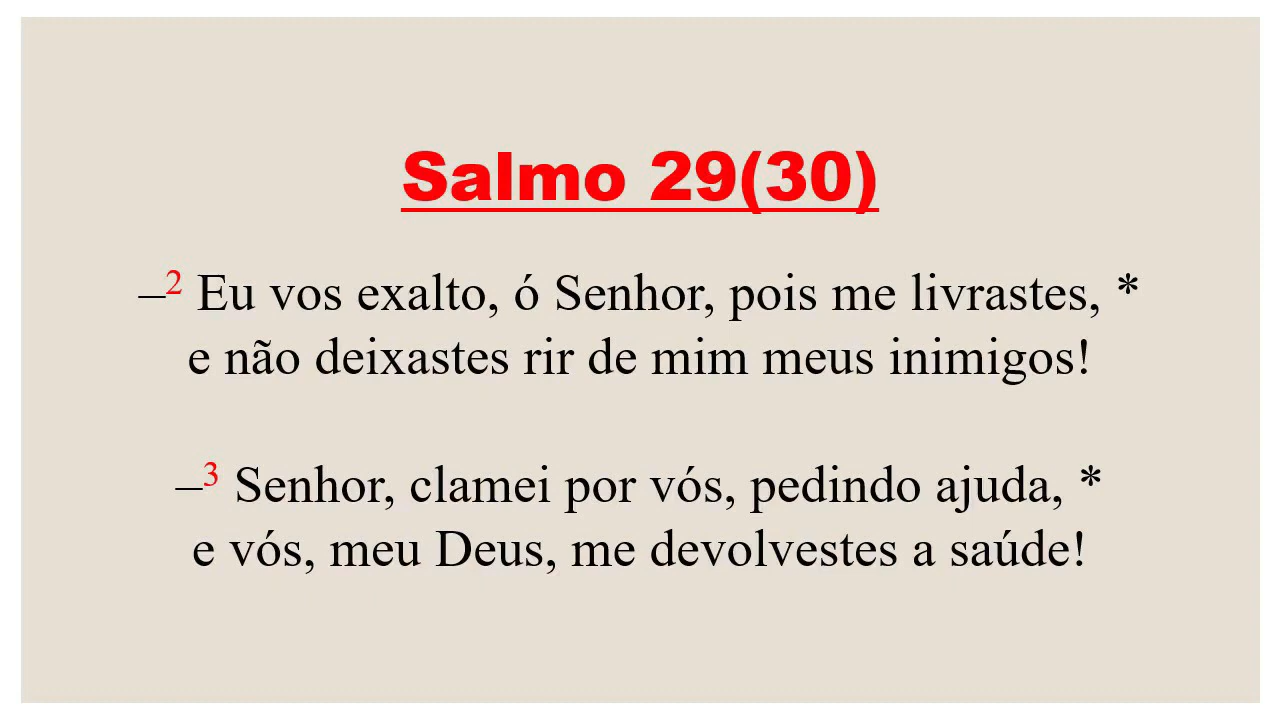 Salmo 29(30)
–2 Eu vos exalto, ó Senhor, pois me livrastes, *
e não deixastes rir de mim meus inimigos!
–3 Senhor, clamei por vós, pedindo ajuda, *
e vós, meu Deus, me devolvestes a saúde!